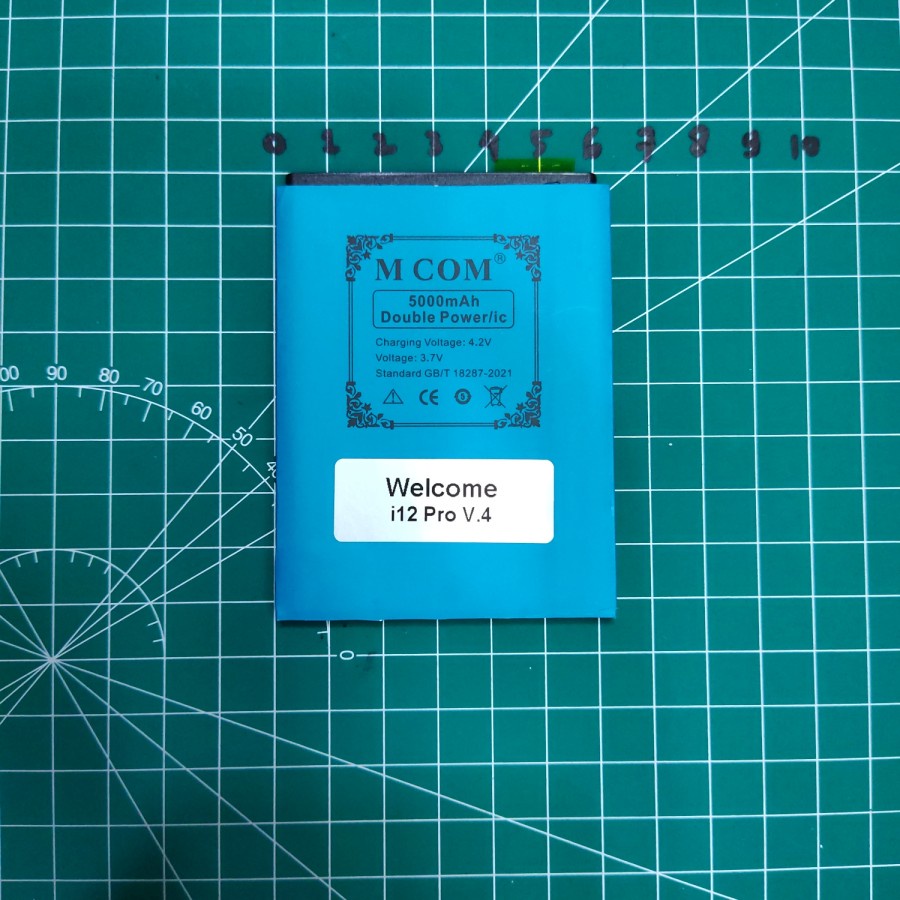 0 1 2 3 4 5 6 7 8 9 10
M COM®
5000mAh
Double Power/ic
Charging Voltage: 4.2V
Voltage: 3.7V
Standard GB/T 18287-2021
CE
90 80 70 60 50
Welcome
i12 Pro V.4
0